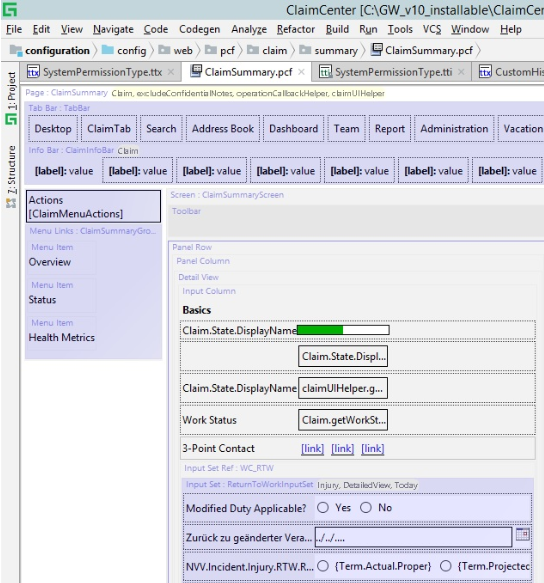 ClaimCenter [C:\GW_v10_installable\ClaimCen
File Edit View Navigate Code Codegen Analyze Refactor Build Run Tools VCS Window Help
configuration config web pcf claim summary ClaimSummary.pcf
SystemPermissionType.ttx ClaimSummary.pcf SystemPermissionType.tti CustomHis
1: Project
7: Structure
Page : ClaimSummary Claim, excludeConfidentialNotes, operationCallbackHelper, claimUIHelper
Tab Bar : TabBar
Desktop ClaimTab Search Address Book Dashboard Team Report Administration Vacation
Info Bar : ClaimInfoBar Claim
[label]: value [label]: value [label]: value [label]: value [label]: value [label]: value [label]: value
Actions
[ClaimMenuActions]
Menu Links : ClaimSummaryGro...
Menu Item
Overview
Menu Item
Status
Menu Item
Health Metrics
Screen : ClaimSummaryScreen
Toolbar
Panel Row
Panel Column
Detail View
Input Column
Basics
Claim.State.DisplayName
Claim.State.Displ...
Claim.State.DisplayName claimUIHelper.g...
Work Status Claim.getWorkSt...
3-Point Contact [link] [link] [link]
Input Set Ref : WC_RTW
Input Set : ReturnToWorkInputSet Injury, DetailedView, Today
Modified Duty Applicable? Yes No
Zurück zu geänderter Vera... ../../....
NVV.Incident.Injury.RTW.R... {Term.Actual.Proper} {Term.Projected